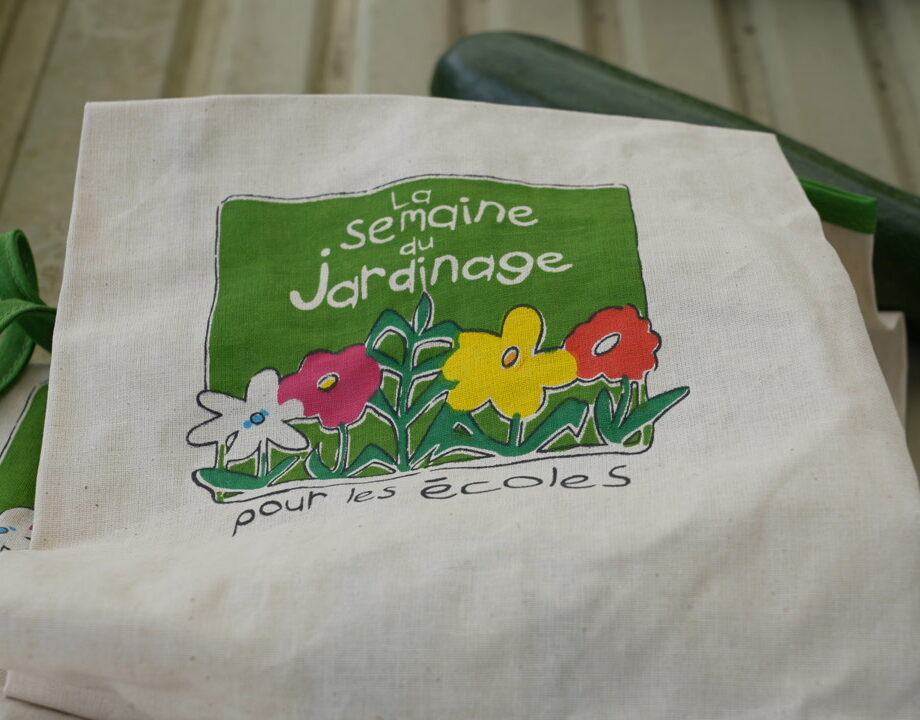 La
semaine
du
Jardinage
pour les écoles